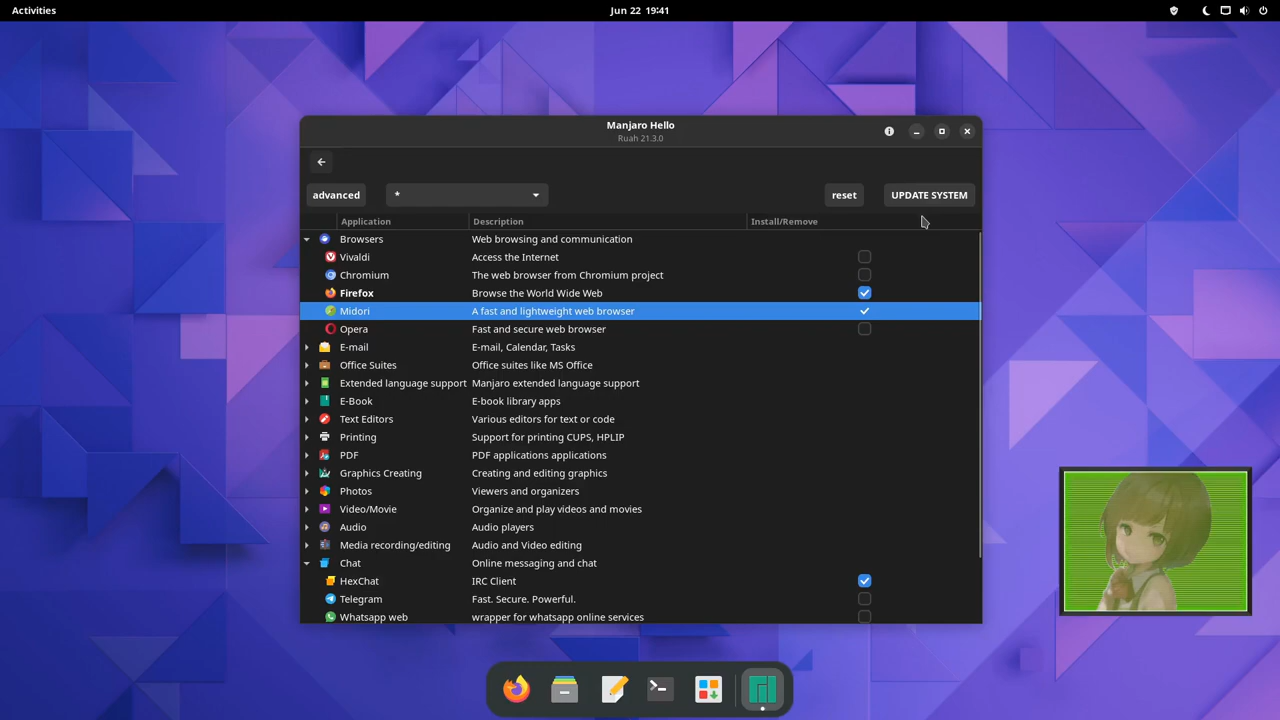 Activities
Jun 22 19:41
Manjaro Hello
Ruah 21.3.0
advanced
*
reset
UPDATE SYSTEM
Application Description Install/Remove
Browsers Web browsing and communication
Vivaldi Access the Internet
Chromium The web browser from Chromium project
Firefox Browse the World Wide Web
Midori A fast and lightweight web browser
Opera Fast and secure web browser
E-mail E-mail, Calendar, Tasks
Office Suites Office suites like MS Office
Extended language support Manjaro extended language support
E-Book E-book library apps
Text Editors Various editors for text or code
Printing Support for printing CUPS, HPLIP
PDF PDF applications applications
Graphics Creating Creating and editing graphics
Photos Viewers and organizers
Video/Movie Organize and play videos and movies
Audio Audio players
Media recording/editing Audio and Video editing
Chat Online messaging and chat
HexChat IRC Client
Telegram Fast. Secure. Powerful.
Whatsapp web wrapper for whatsapp online services